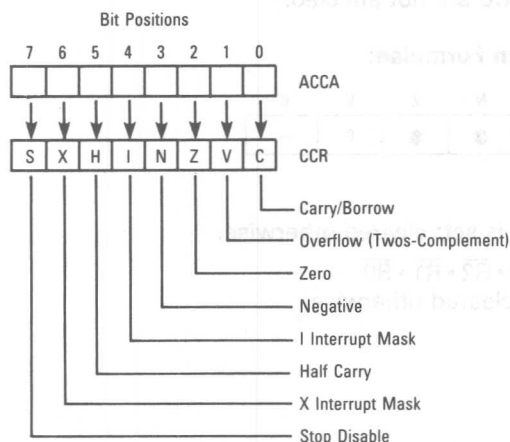 Bit Positions
7 6 5 4 3 2 1 0
ACCA
S X H I N Z V C
CCR
Carry/Borrow
Overflow (Twos-Complement)
Zero
Negative
I Interrupt Mask
Half Carry
X Interrupt Mask
Stop Disable